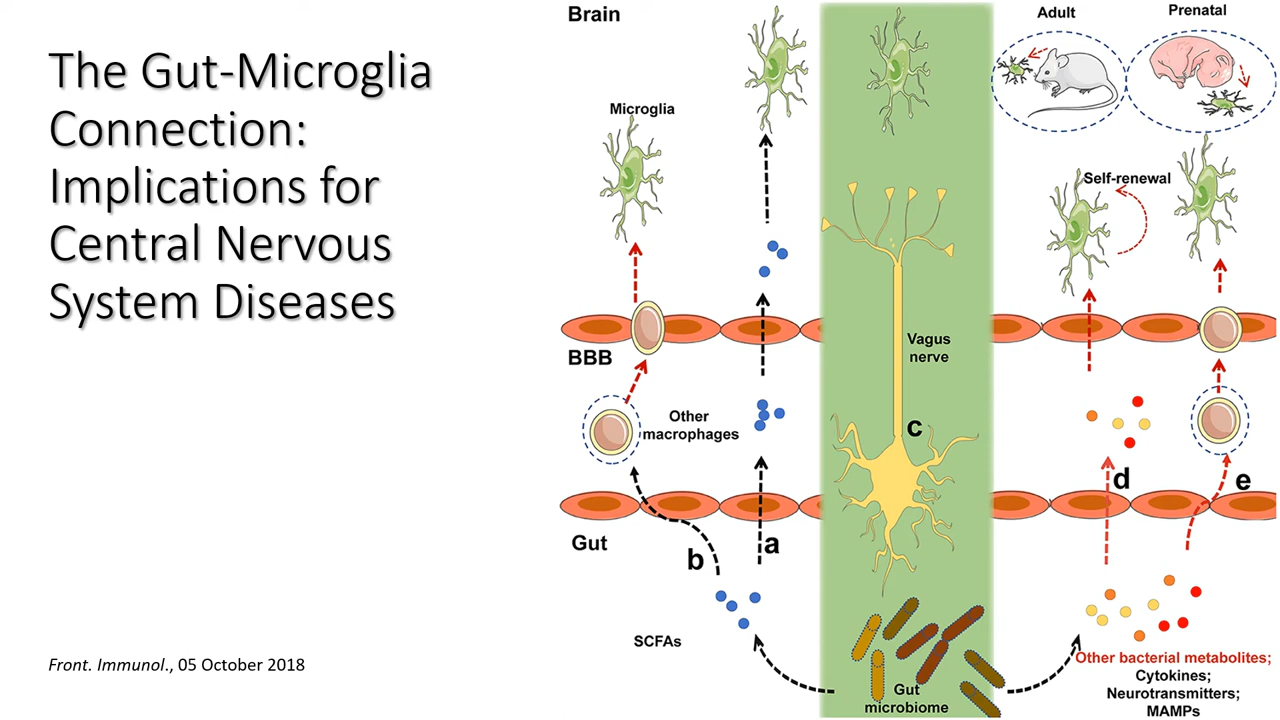 The Gut-Microglia
Connection:
Implications for
Central Nervous
System Diseases
Front. Immunol., 05 October 2018
Brain
Adult
Prenatal
Microglia
Self-renewal
BBB
Vagus
nerve
Other
macrophages
c
d
e
Gut
b
a
SCFAs
Gut
microbiome
Other bacterial metabolites;
Cytokines;
Neurotransmitters;
MAMPs